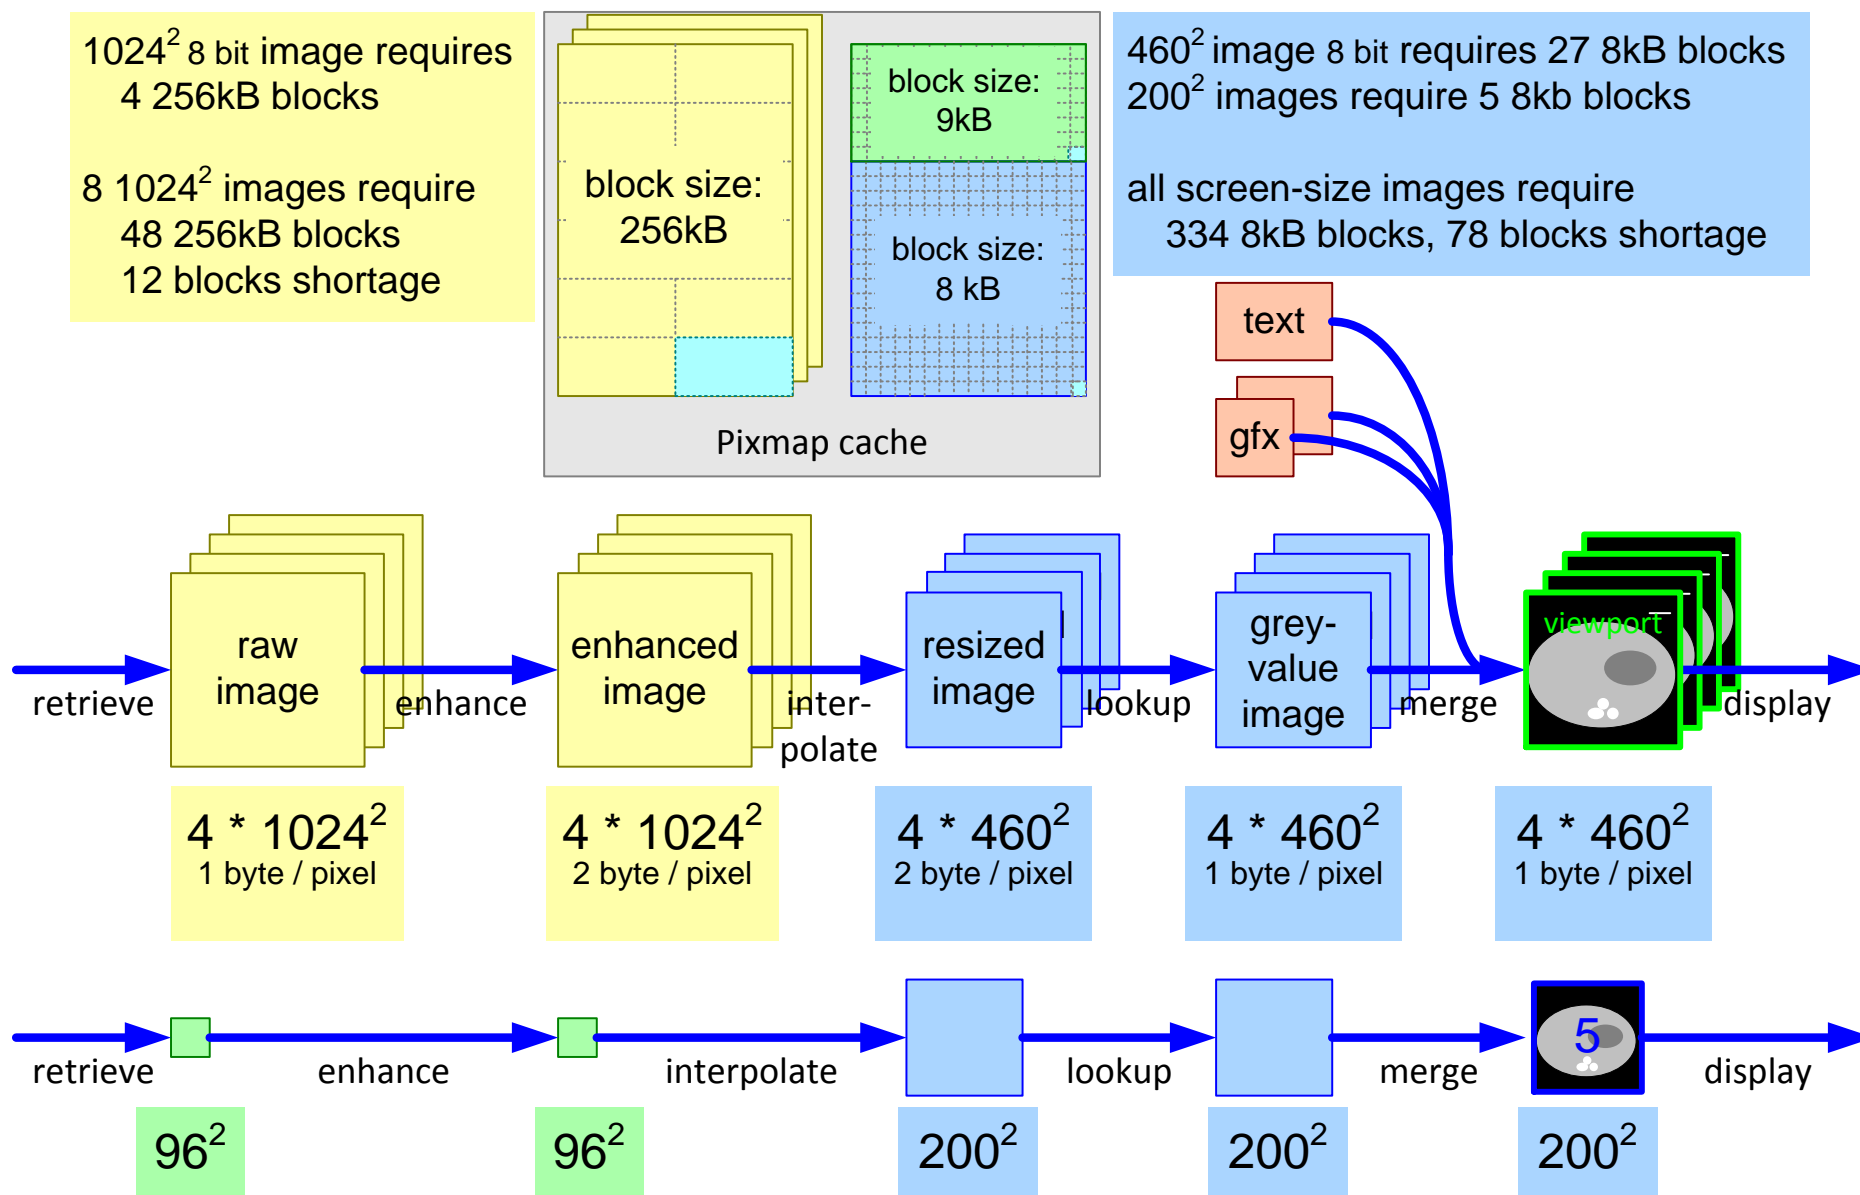 1024² 8 bit image requires
4 256kB blocks
8 1024² images require
48 256kB blocks
12 blocks shortage
block size:
256kB
block size:
9kB
block size:
8 kB
Pixmap cache
460² image 8 bit requires 27 8kB blocks
200² images require 5 8kb blocks
all screen-size images require
334 8kB blocks, 78 blocks shortage
text
gfx
retrieve
raw
image
enhance
enhanced
image
inter-
polate
resized
image
lookup
grey-
value
image
merge
viewport
display
4 * 1024²
1 byte / pixel
4 * 1024²
2 byte / pixel
4 * 460²
2 byte / pixel
4 * 460²
1 byte / pixel
4 * 460²
1 byte / pixel
retrieve
enhance
interpolate
lookup
merge
5
display
96²
96²
200²
200²
200²